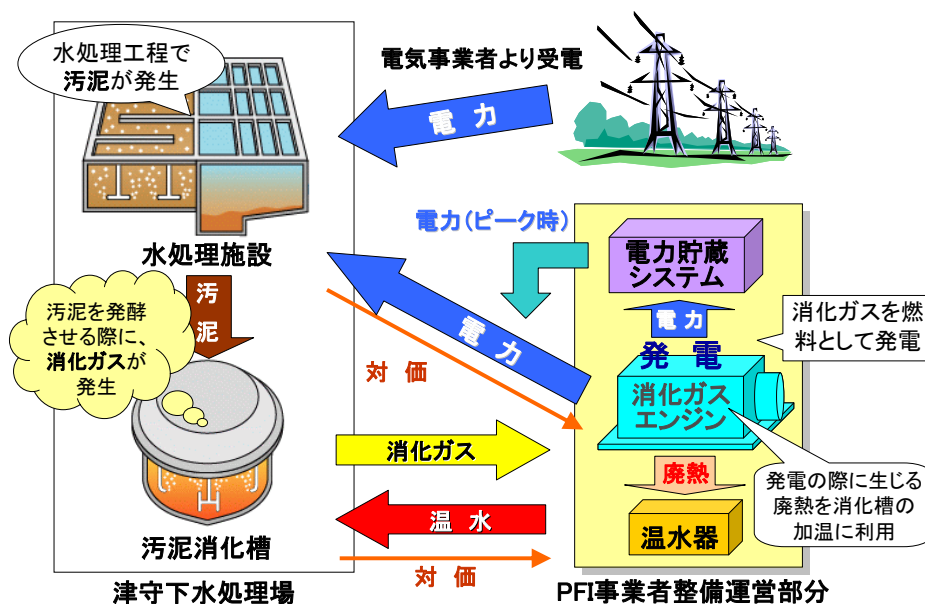 水処理工程で
汚泥が発生
電気事業者より受電
電 力
水処理施設
電力(ピーク時)
電力貯蔵
システム
汚
泥
汚泥を発酵
させる際に、
消化ガスが
発生
電 力
対 価
電 力
発 電
消化ガスを燃
料として発電
消化ガス
エンジン
消化ガス
廃熱
発電の際に生じる
廃熱を消化槽の
加温に利用
温 水
温水器
汚泥消化槽
対 価
津守下水処理場
PFI事業者整備運営部分